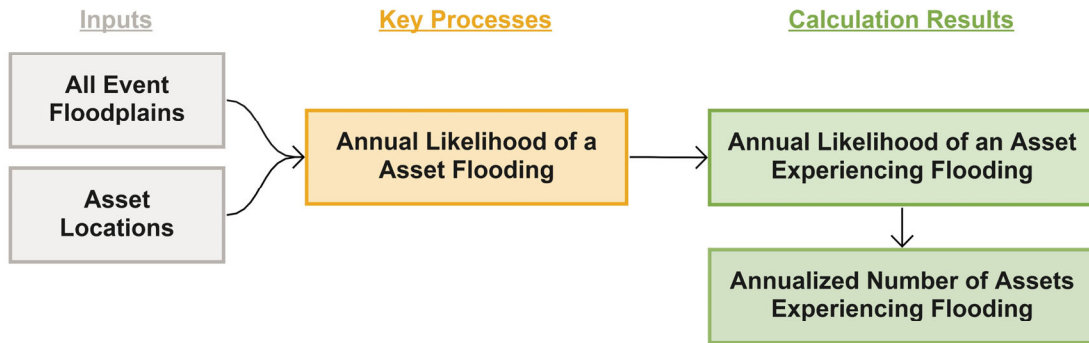 Inputs
Key Processes
Calculation Results
All Event
Floodplains
Asset
Locations
Annual Likelihood of a
Asset Flooding
Annual Likelihood of an Asset
Experiencing Flooding
Annualized Number of Assets
Experiencing Flooding